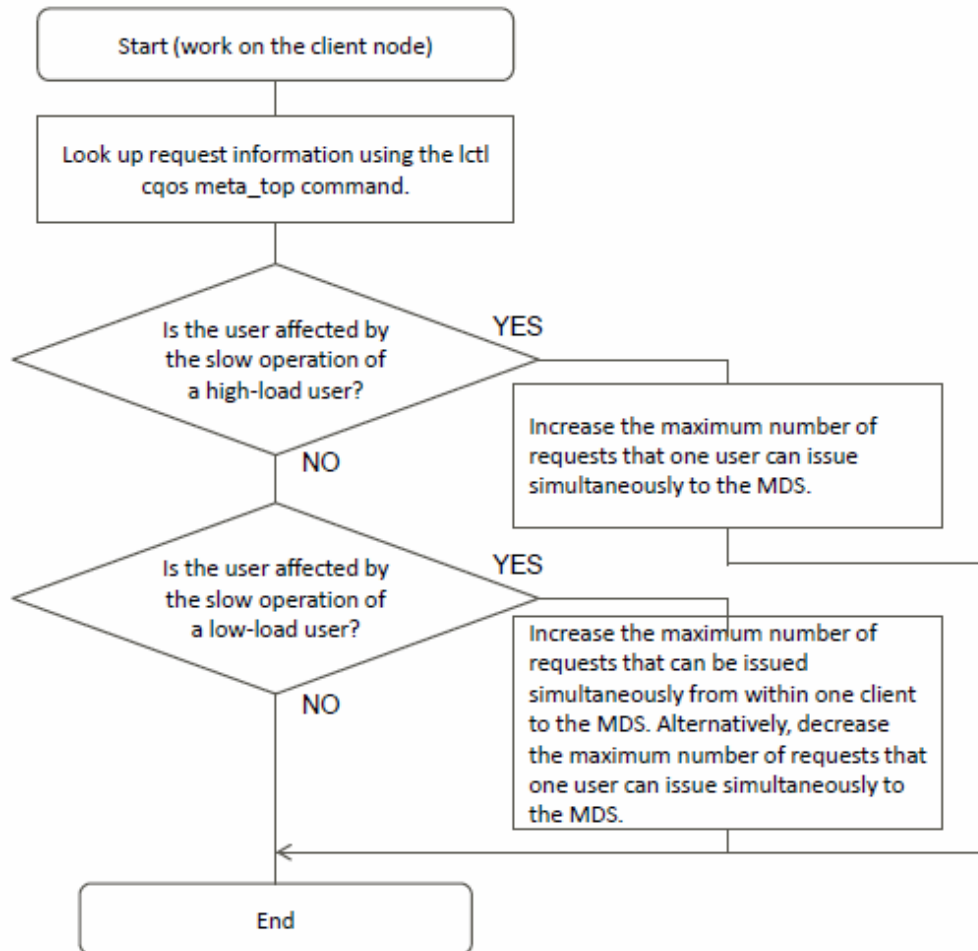 Start (work on the client node)
Look up request information using the lctl
cqos meta_top command.
Is the user affected by
the slow operation of
a high-load user?
YES
Increase the maximum number of
requests that one user can issue
simultaneously to the MDS.
NO
Is the user affected by
the slow operation of
a low-load user?
YES
Increase the maximum number of
requests that can be issued
simultaneously from within one client
to the MDS. Alternatively, decrease
the maximum number of requests that
one user can issue simultaneously to
the MDS.
NO
End